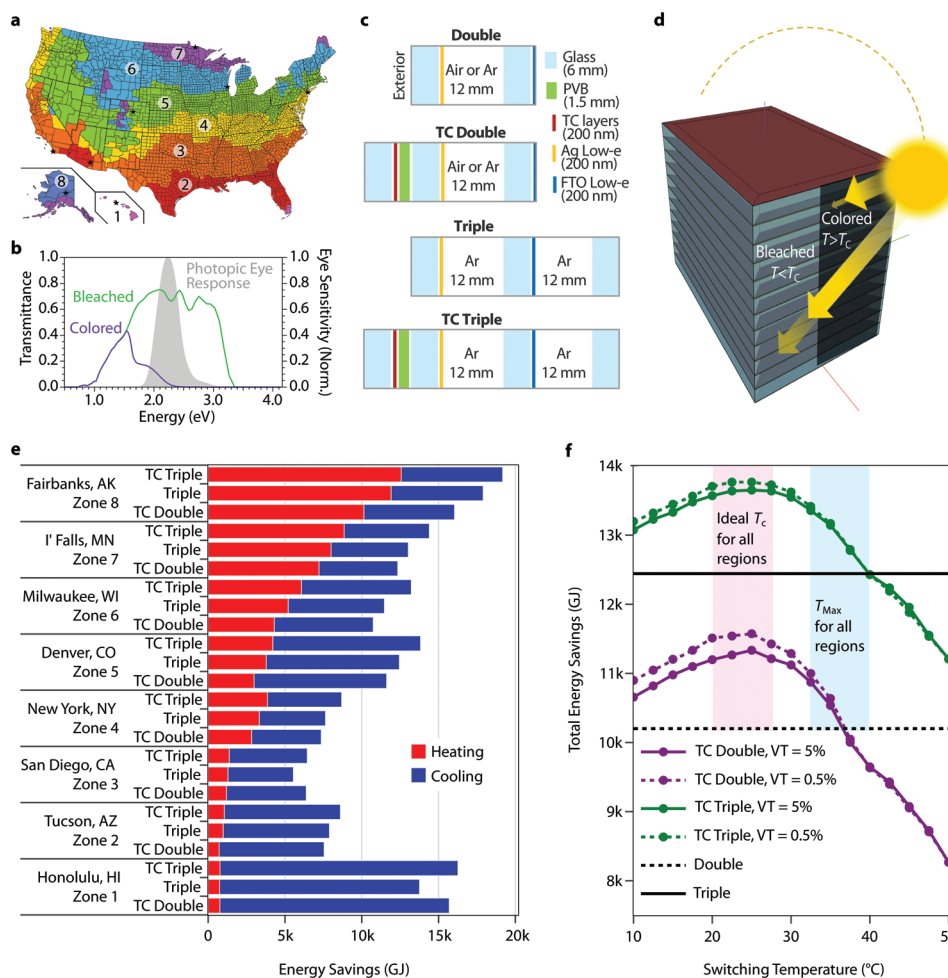 a
7
6
5
4
3
2
8
1
b
Transmittance
1.0
0.8
0.6
0.4
0.2
0.0
Bleached
Colored
Photopic Eye
Response
1.0
0.8
0.6
0.4
0.2
0.0
Eye Sensitivity (Norm.)
1.0
2.0
3.0
4.0
Energy (eV)
c
Double
Exterior
Air or Ar
12 mm
TC Double
Air or Ar
12 mm
Triple
Ar
12 mm
Ar
12 mm
TC Triple
Ar
12 mm
Ar
12 mm
Glass
(6 mm)
PVB
(1.5 mm)
TC layers
(200 nm)
Ag Low-e
(200 nm)
FTO Low-e
(200 nm)
d
Colored
T>TC
Bleached
T<TC
e
Fairbanks, AK
Zone 8
TC Triple
Triple
TC Double
I' Falls, MN
Zone 7
TC Triple
Triple
TC Double
Milwaukee, WI
Zone 6
TC Triple
Triple
TC Double
Denver, CO
Zone 5
TC Triple
Triple
TC Double
New York, NY
Zone 4
TC Triple
Triple
TC Double
San Diego, CA
Zone 3
TC Triple
Triple
TC Double
Tucson, AZ
Zone 2
TC Triple
Triple
TC Double
Honolulu, HI
Zone 1
TC Triple
Triple
TC Double
Heating
Cooling
0
5k
10k
15k
20k
Energy Savings (GJ)
f
Total Energy Savings (GJ)
14k
13k
12k
11k
10k
9k
8k
Ideal Tc
for all
regions
TMax
for all
regions
TC Double, VT = 5%
TC Double, VT = 0.5%
TC Triple, VT = 5%
TC Triple, VT = 0.5%
Double
Triple
10
20
30
40
Switching Temperature (°C)